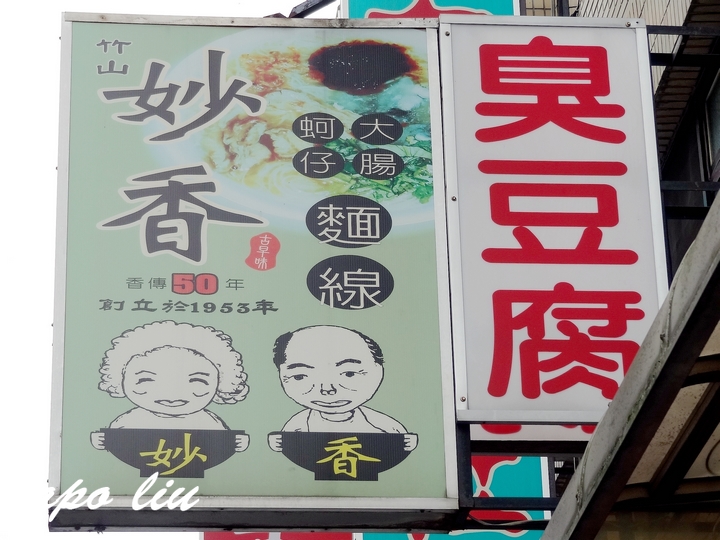 竹山
妙香
古早味
大腸
蚵仔
麵線
香傳50年
創立於1953年
妙
香
臭豆腐
po liu